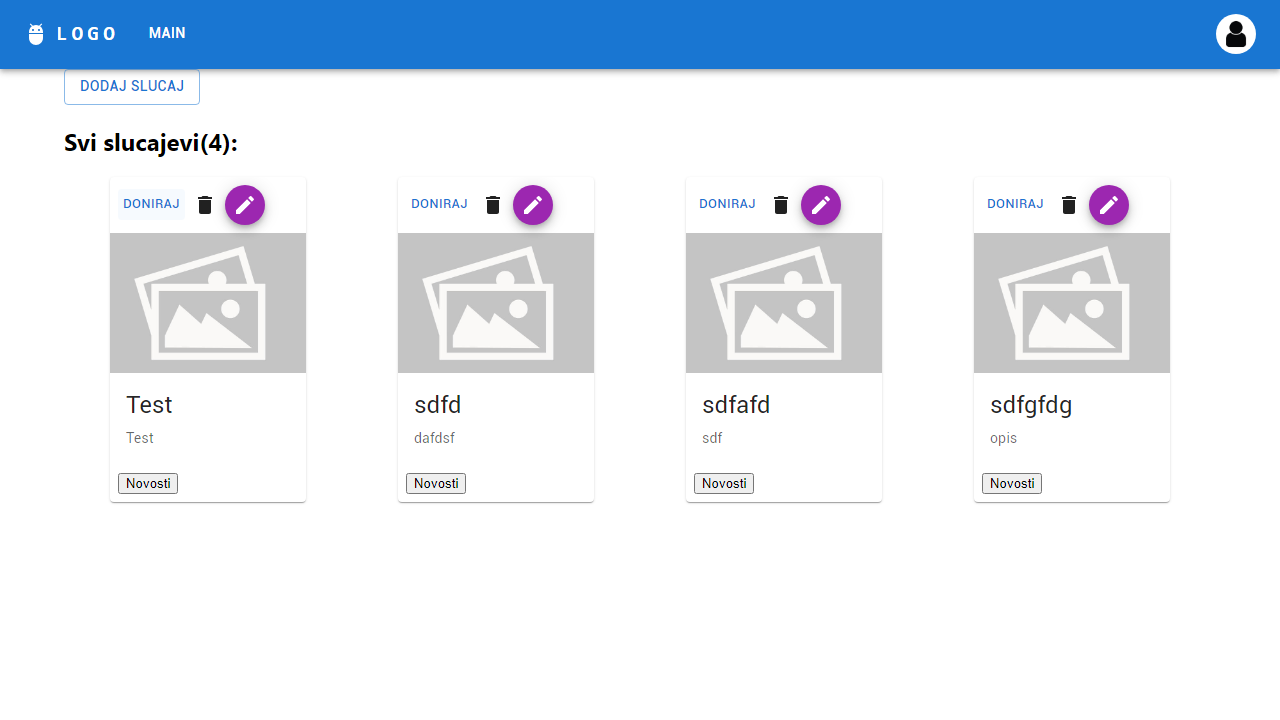 LOGO MAIN
DODAJ SLUCAJ
Svi slucajevi(4):
DONIRAJ DONIRAJ DONIRAJ DONIRAJ
Test sdfd sdfafd sdfgfdg
Test dafdsf sdf opis
Novosti Novosti Novosti Novosti